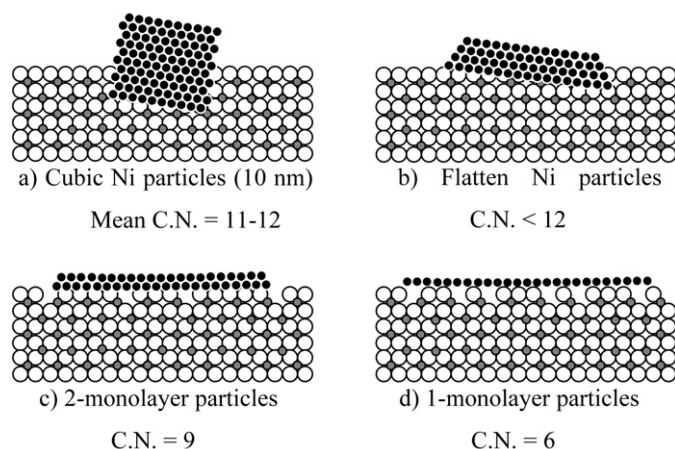 a) Cubic Ni particles (10 nm)
Mean C.N. = 11-12
b) Flatten Ni particles
C.N. < 12
c) 2-monolayer particles
C.N. = 9
d) 1-monolayer particles
C.N. = 6